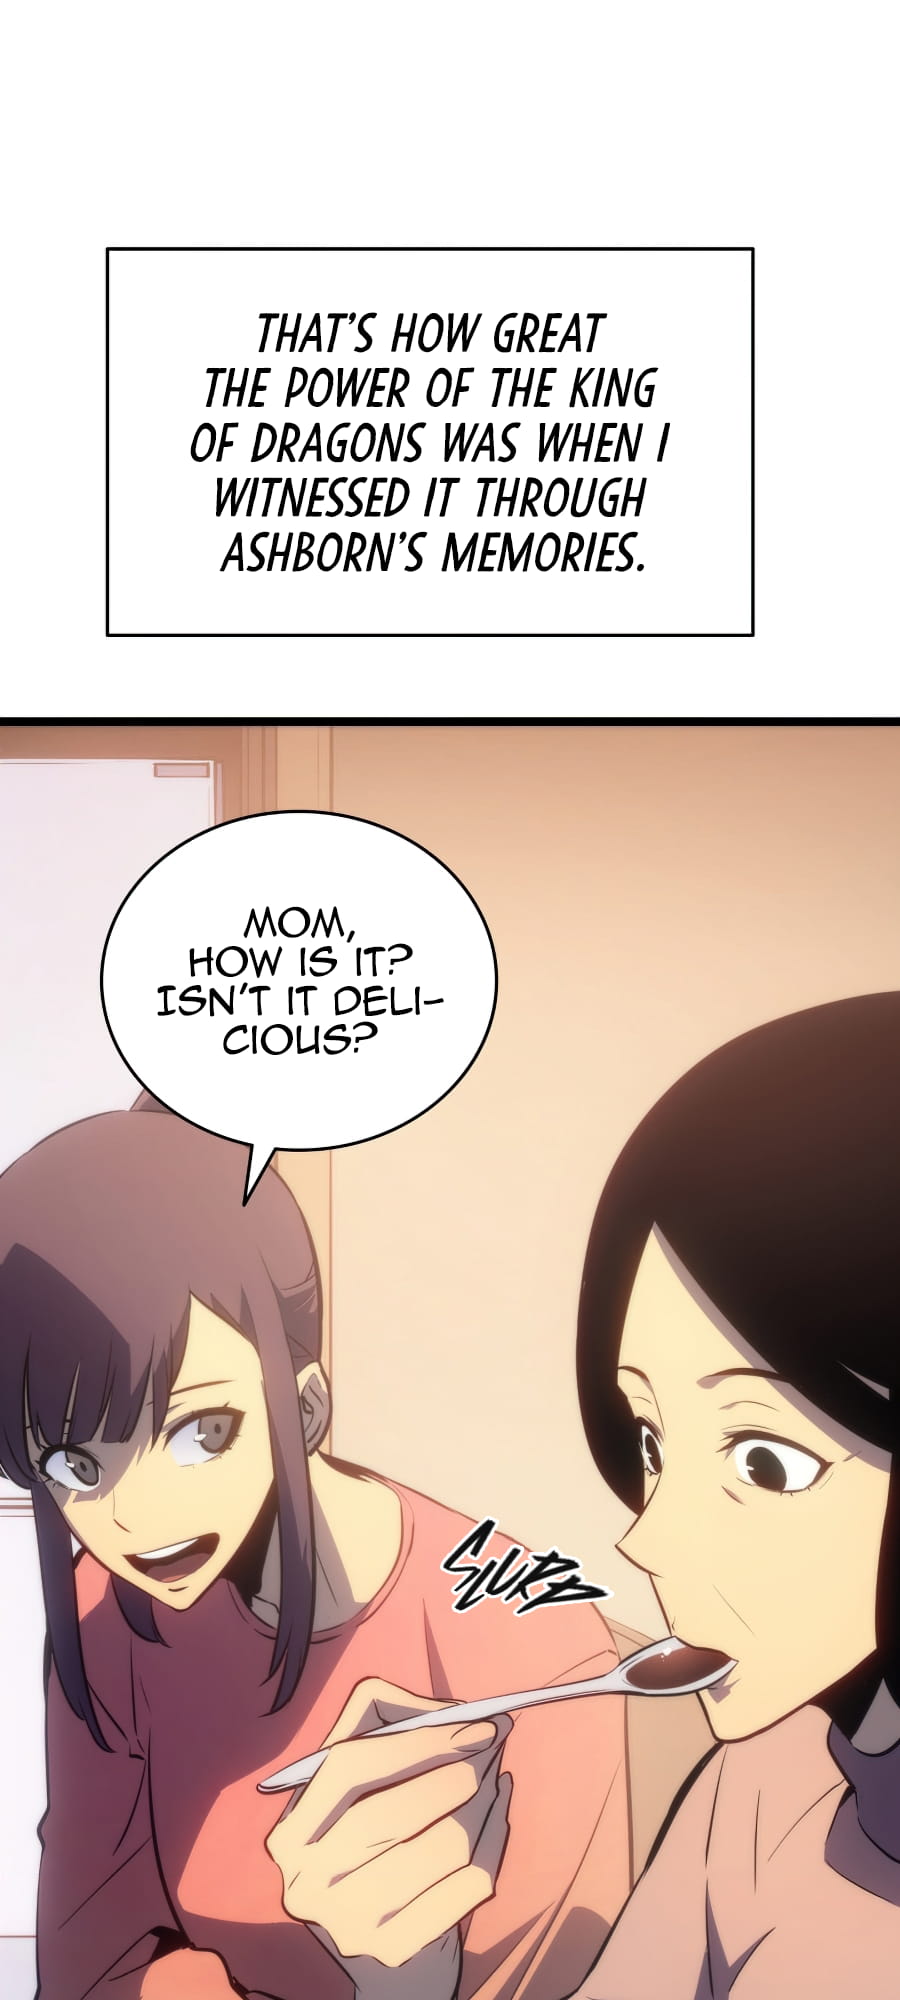 THAT'S HOW GREAT
THE POWER OF THE KING
OF DRAGONS WAS WHEN I
WITNESSED IT THROUGH
ASHBORN'S MEMORIES.
MOM,
HOW IS IT?
ISN'T IT DELI-
CIOUS?
SLURP